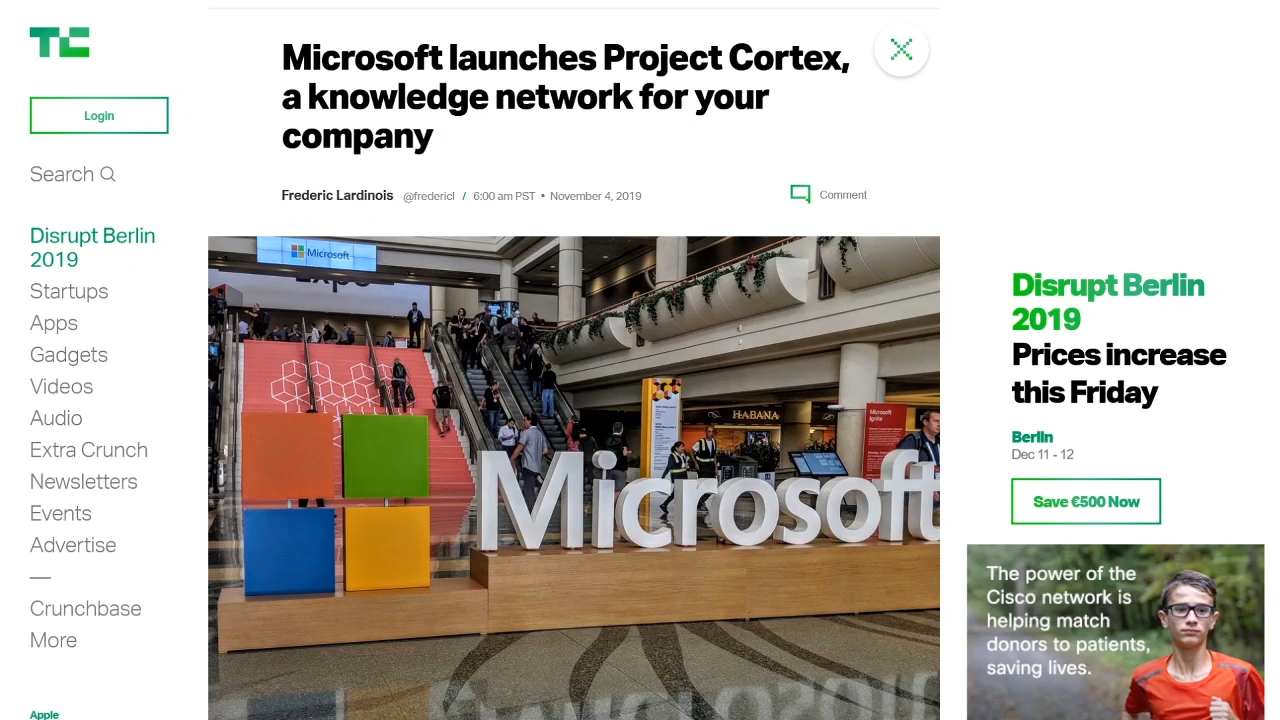 TC
Login
Search
Disrupt Berlin
2019
Startups
Apps
Gadgets
Videos
Audio
Extra Crunch
Newsletters
Events
Advertise
—
Crunchbase
More
Apple
Microsoft launches Project Cortex,
a knowledge network for your
company
Frederic Lardinois @fredericl / 6:00 am PST • November 4, 2019
Comment
Microsoft
HABANA
Microsoft
Ignite
Microsoft
Disrupt Berlin
2019
Prices increase
this Friday
Berlin
Dec 11 - 12
Save €500 Now
The power of the
Cisco network is
helping match
donors to patients,
saving lives.